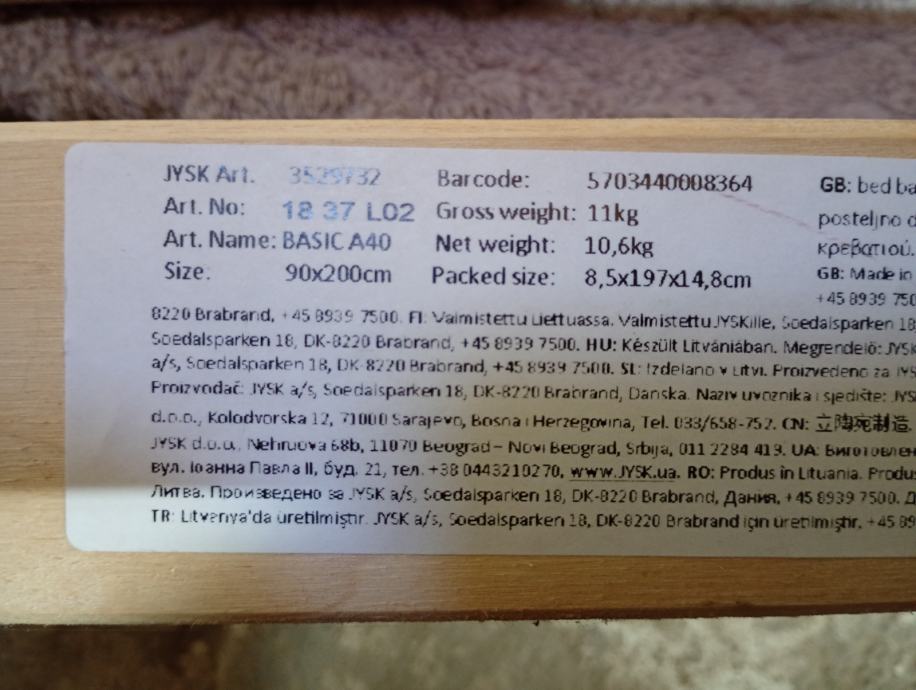 JYSK Art. 3529732 Barcode: 5703440008364 GB: bed ba
Art. No: 18 37 L02 Gross weight: 11kg posteljno d
Art. Name: BASIC A40 Net weight: 10,6kg κρεβατιού.
Size: 90x200cm Packed size: 8,5x197x14,8cm GB: Made in
+45 8939 750
8220 Brabrand, +45 8939 7500. FI: Valmistettu Liettuassa. Valmistettu JYSKille, Soedalsparken 18
Soedalsparken 18, DK-8220 Brabrand, +45 8939 7500. HU: Készült Litvániában. Megrendelő: JYSK
a/s, Soedalsparken 18, DK-8220 Brabrand, +45 8939 7500. SL: Izdelano v Litvi. Proizvedeno za JYS
Proizvođač: JYSK a/s, Soedalsparken 18, DK-8220 Brabrand, Danska. Naziv uvoznika i sjedište: JYS
d.o.o., Kolodvorska 12, 71000 Sarajevo, Bosna i Herzegovina, Tel. 033/658-752. CN: 立陶宛制造.
JYSK d.o.o., Nehruova 68b, 11070 Beograd – Novi Beograd, Srbija, 011 2284 419. UA: Виготовлен
вул. Іоанна Павла II, буд. 21, тел. +38 0443210270, www.JYSK.ua. RO: Produs în Lituania. Produs
Литва. Произведено за JYSK a/s, Soedalsparken 18, DK-8220 Brabrand, Дания, +45 8939 7500.
TR: Litvanya'da üretilmiştir. JYSK a/s, Soedalsparken 18, DK-8220 Brabrand için üretilmiştir, +45 89